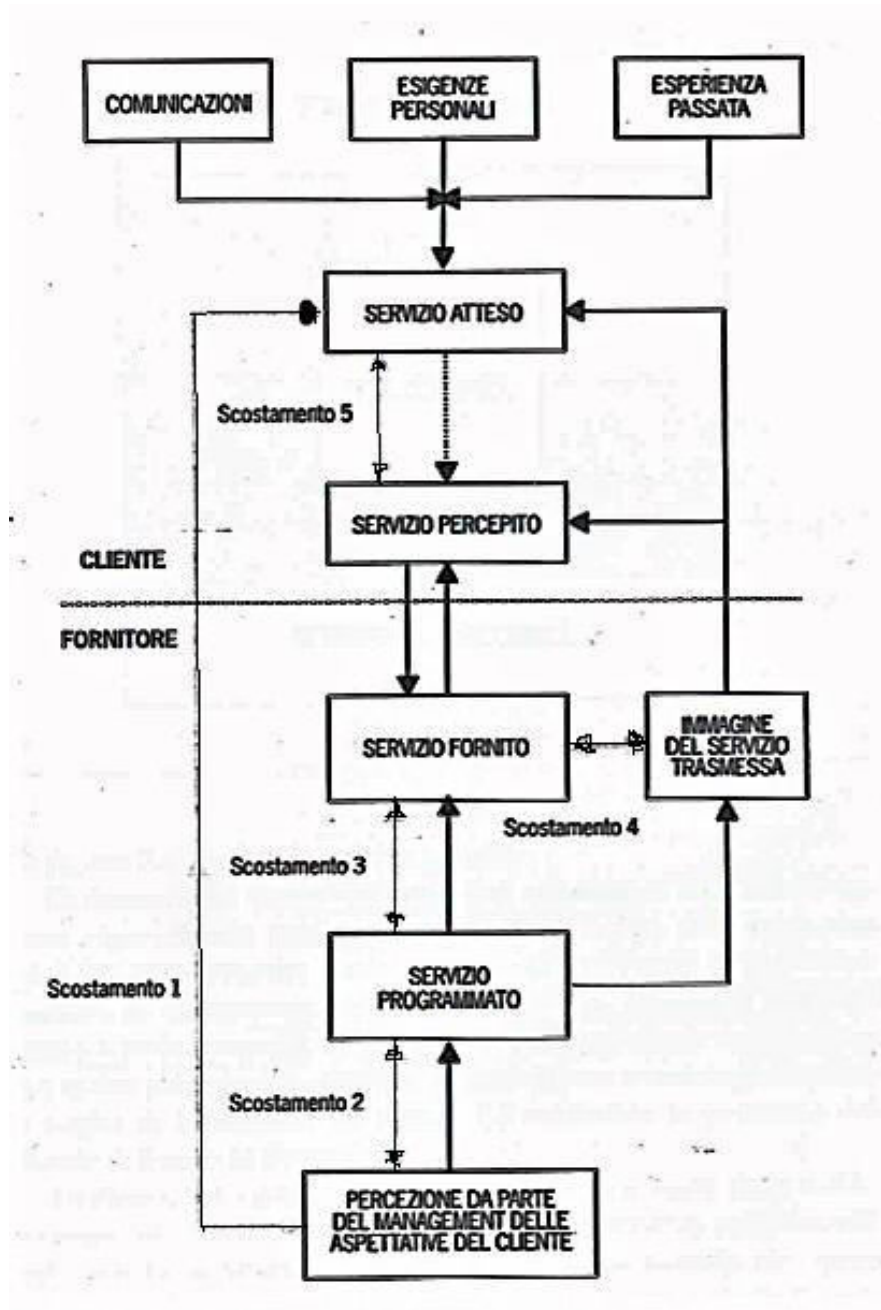 COMUNICAZIONI
ESIGENZE
PERSONALI
ESPERIENZA
PASSATA
SERVIZIO ATTESO
Scostamento 5
SERVIZIO PERCEPITO
CLIENTE
FORNITORE
SERVIZIO FORNITO
IMMAGINE
DEL SERVIZIO
TRASMESSA
Scostamento 4
Scostamento 3
SERVIZIO
PROGRAMMATO
Scostamento 1
Scostamento 2
PERCEZIONE DA PARTE
DEL MANAGEMENT DELLE
ASPETTATIVE DEL CLIENTE